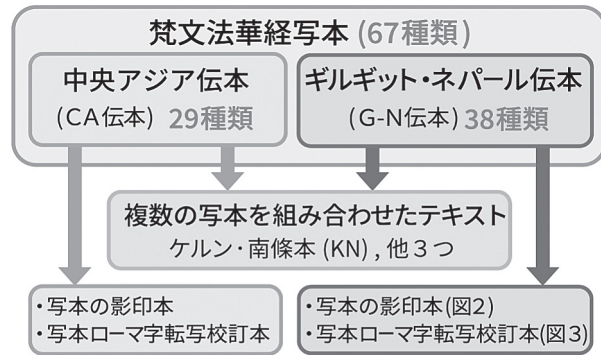 梵文法華経写本 (67種類)
中央アジア伝本
(CA伝本) 29種類
ギルギット・ネパール伝本
(G-N伝本) 38種類
複数の写本を組み合わせたテキスト
ケルン・南條本 (KN) , 他３つ
・写本の影印本
・写本ローマ字転写校訂本
・写本の影印本(図2)
・写本ローマ字転写校訂本(図3)